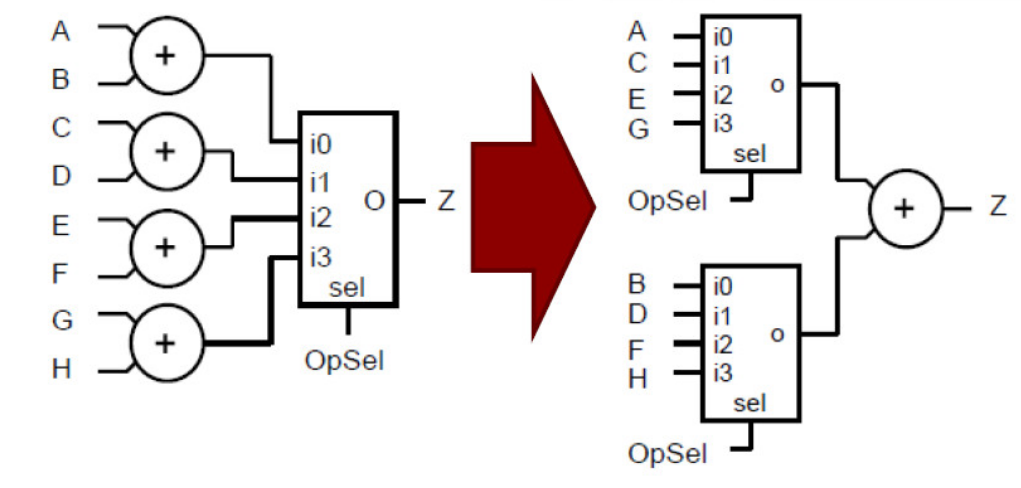 A
B
+
C
D
+
E
F
+
G
H
+
i0
i1
i2
i3
O
sel
OpSel
Z
A
C
E
G
i0
i1
i2
i3
o
sel
OpSel
B
D
F
H
i0
i1
i2
i3
o
sel
OpSel
+
Z